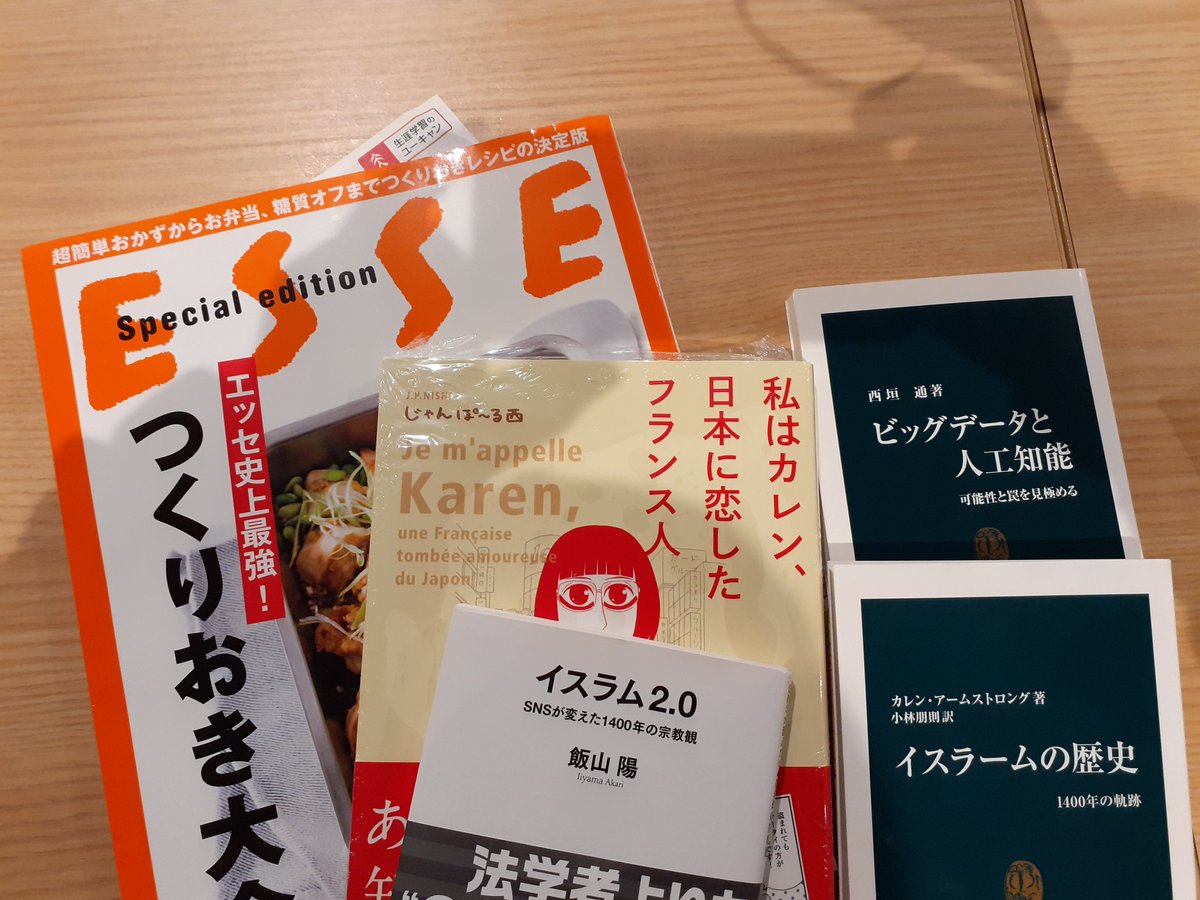 生涯学習の
ユーキャン
超簡単おかずからお弁当、糖質オフまでつくりおきレシピの決定版
ESSE
Special edition
エッセ史上最強!
つくりおき大
J.P.NISHI
じゃんぽ〜る西
Je m'appelle
Karen,
une Française
tombée amoureuse
du Japon
私はカレン、
日本に恋した
フランス人
あ
イスラム2.0
SNSが変えた1400年の宗教観
飯山 陽
Iiyama Akari
法学者
西垣 通著
ビッグデータと
人工知能
可能性と罠を見極める
カレン・アームストロング著
小林朋則訳
イスラームの歴史
1400年の軌跡